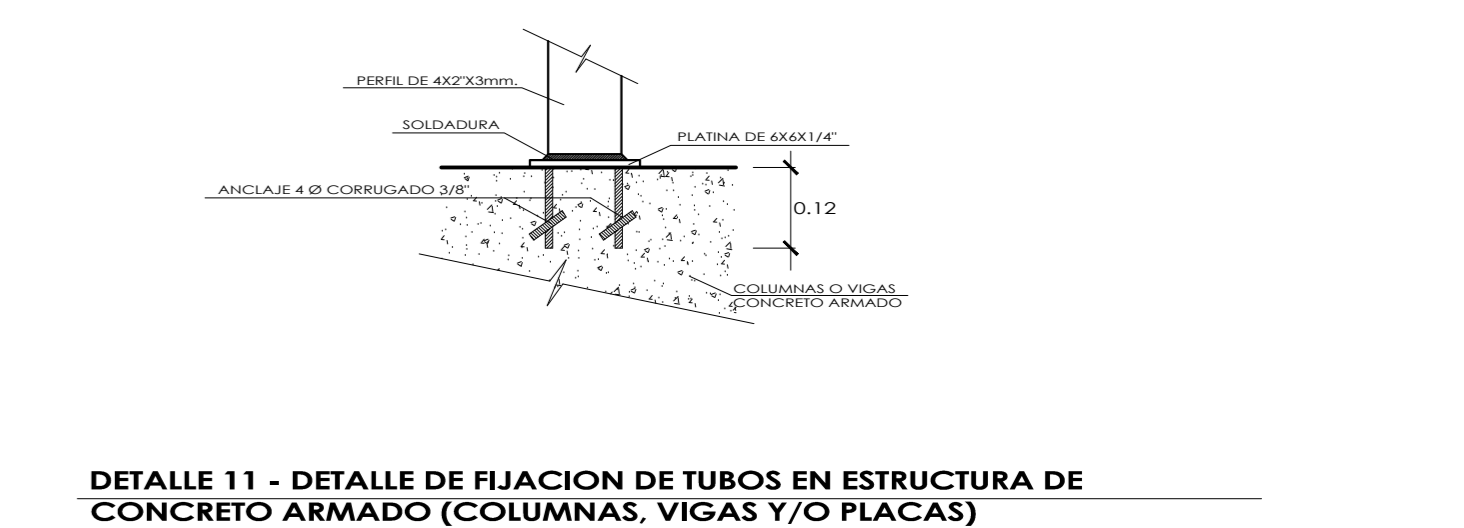 PERFIL DE 4X2"X3mm.
SOLDADURA
PLATINA DE 6X6X1/4"
ANCLAJE 4 Ø CORRUGADO 3/8"
0.12
COLUMNAS O VIGAS
CONCRETO ARMADO
DETALLE 11 - DETALLE DE FIJACION DE TUBOS EN ESTRUCTURA DE
CONCRETO ARMADO (COLUMNAS, VIGAS Y/O PLACAS)